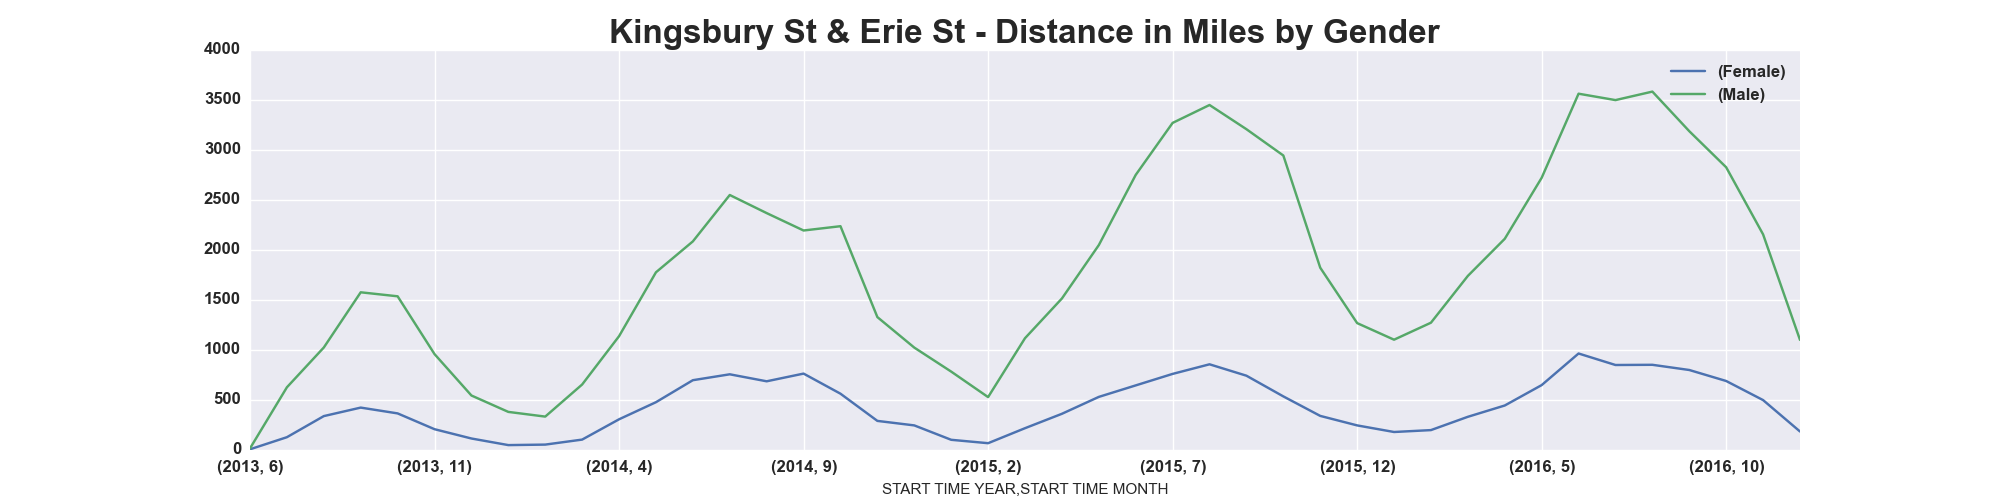 Kingsbury St & Erie St - Distance in Miles by Gender
4000
3500
3000
2500
2000
1500
1000
500
0
(Female)
(Male)
(2013, 6) (2013, 11) (2014, 4) (2014, 9) (2015, 2) (2015, 7) (2015, 12) (2016, 5) (2016, 10)
START TIME YEAR,START TIME MONTH